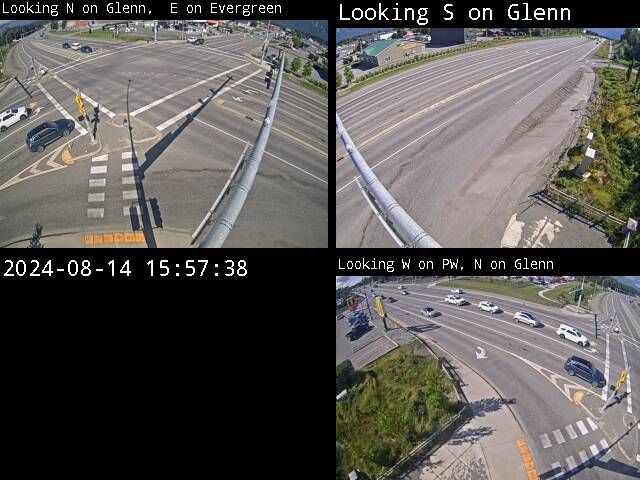 Looking N on Glenn, E on Evergreen
Looking S on Glenn
2024-08-14 15:57:38
Looking W on PW, N on Glenn